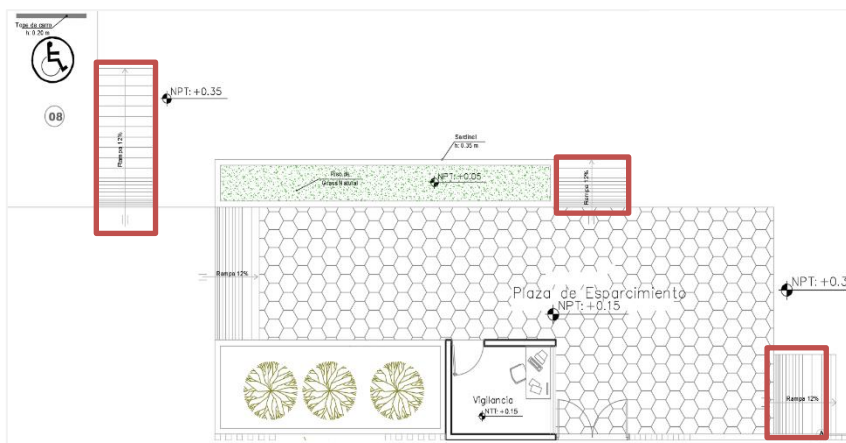 Tope de carro
h: 0.20 m
08
Rampa 12%
NPT: +0.35
Sardinel
h: 0.35 m
Piso de
Grass Natural
NPT: +0.05
Rampa 12%
Rampa 12%
Plaza de Esparcimiento
NPT: +0.15
NPT: +0.3
Vigilancia
NTT: +0.15
Rampa 12%
A